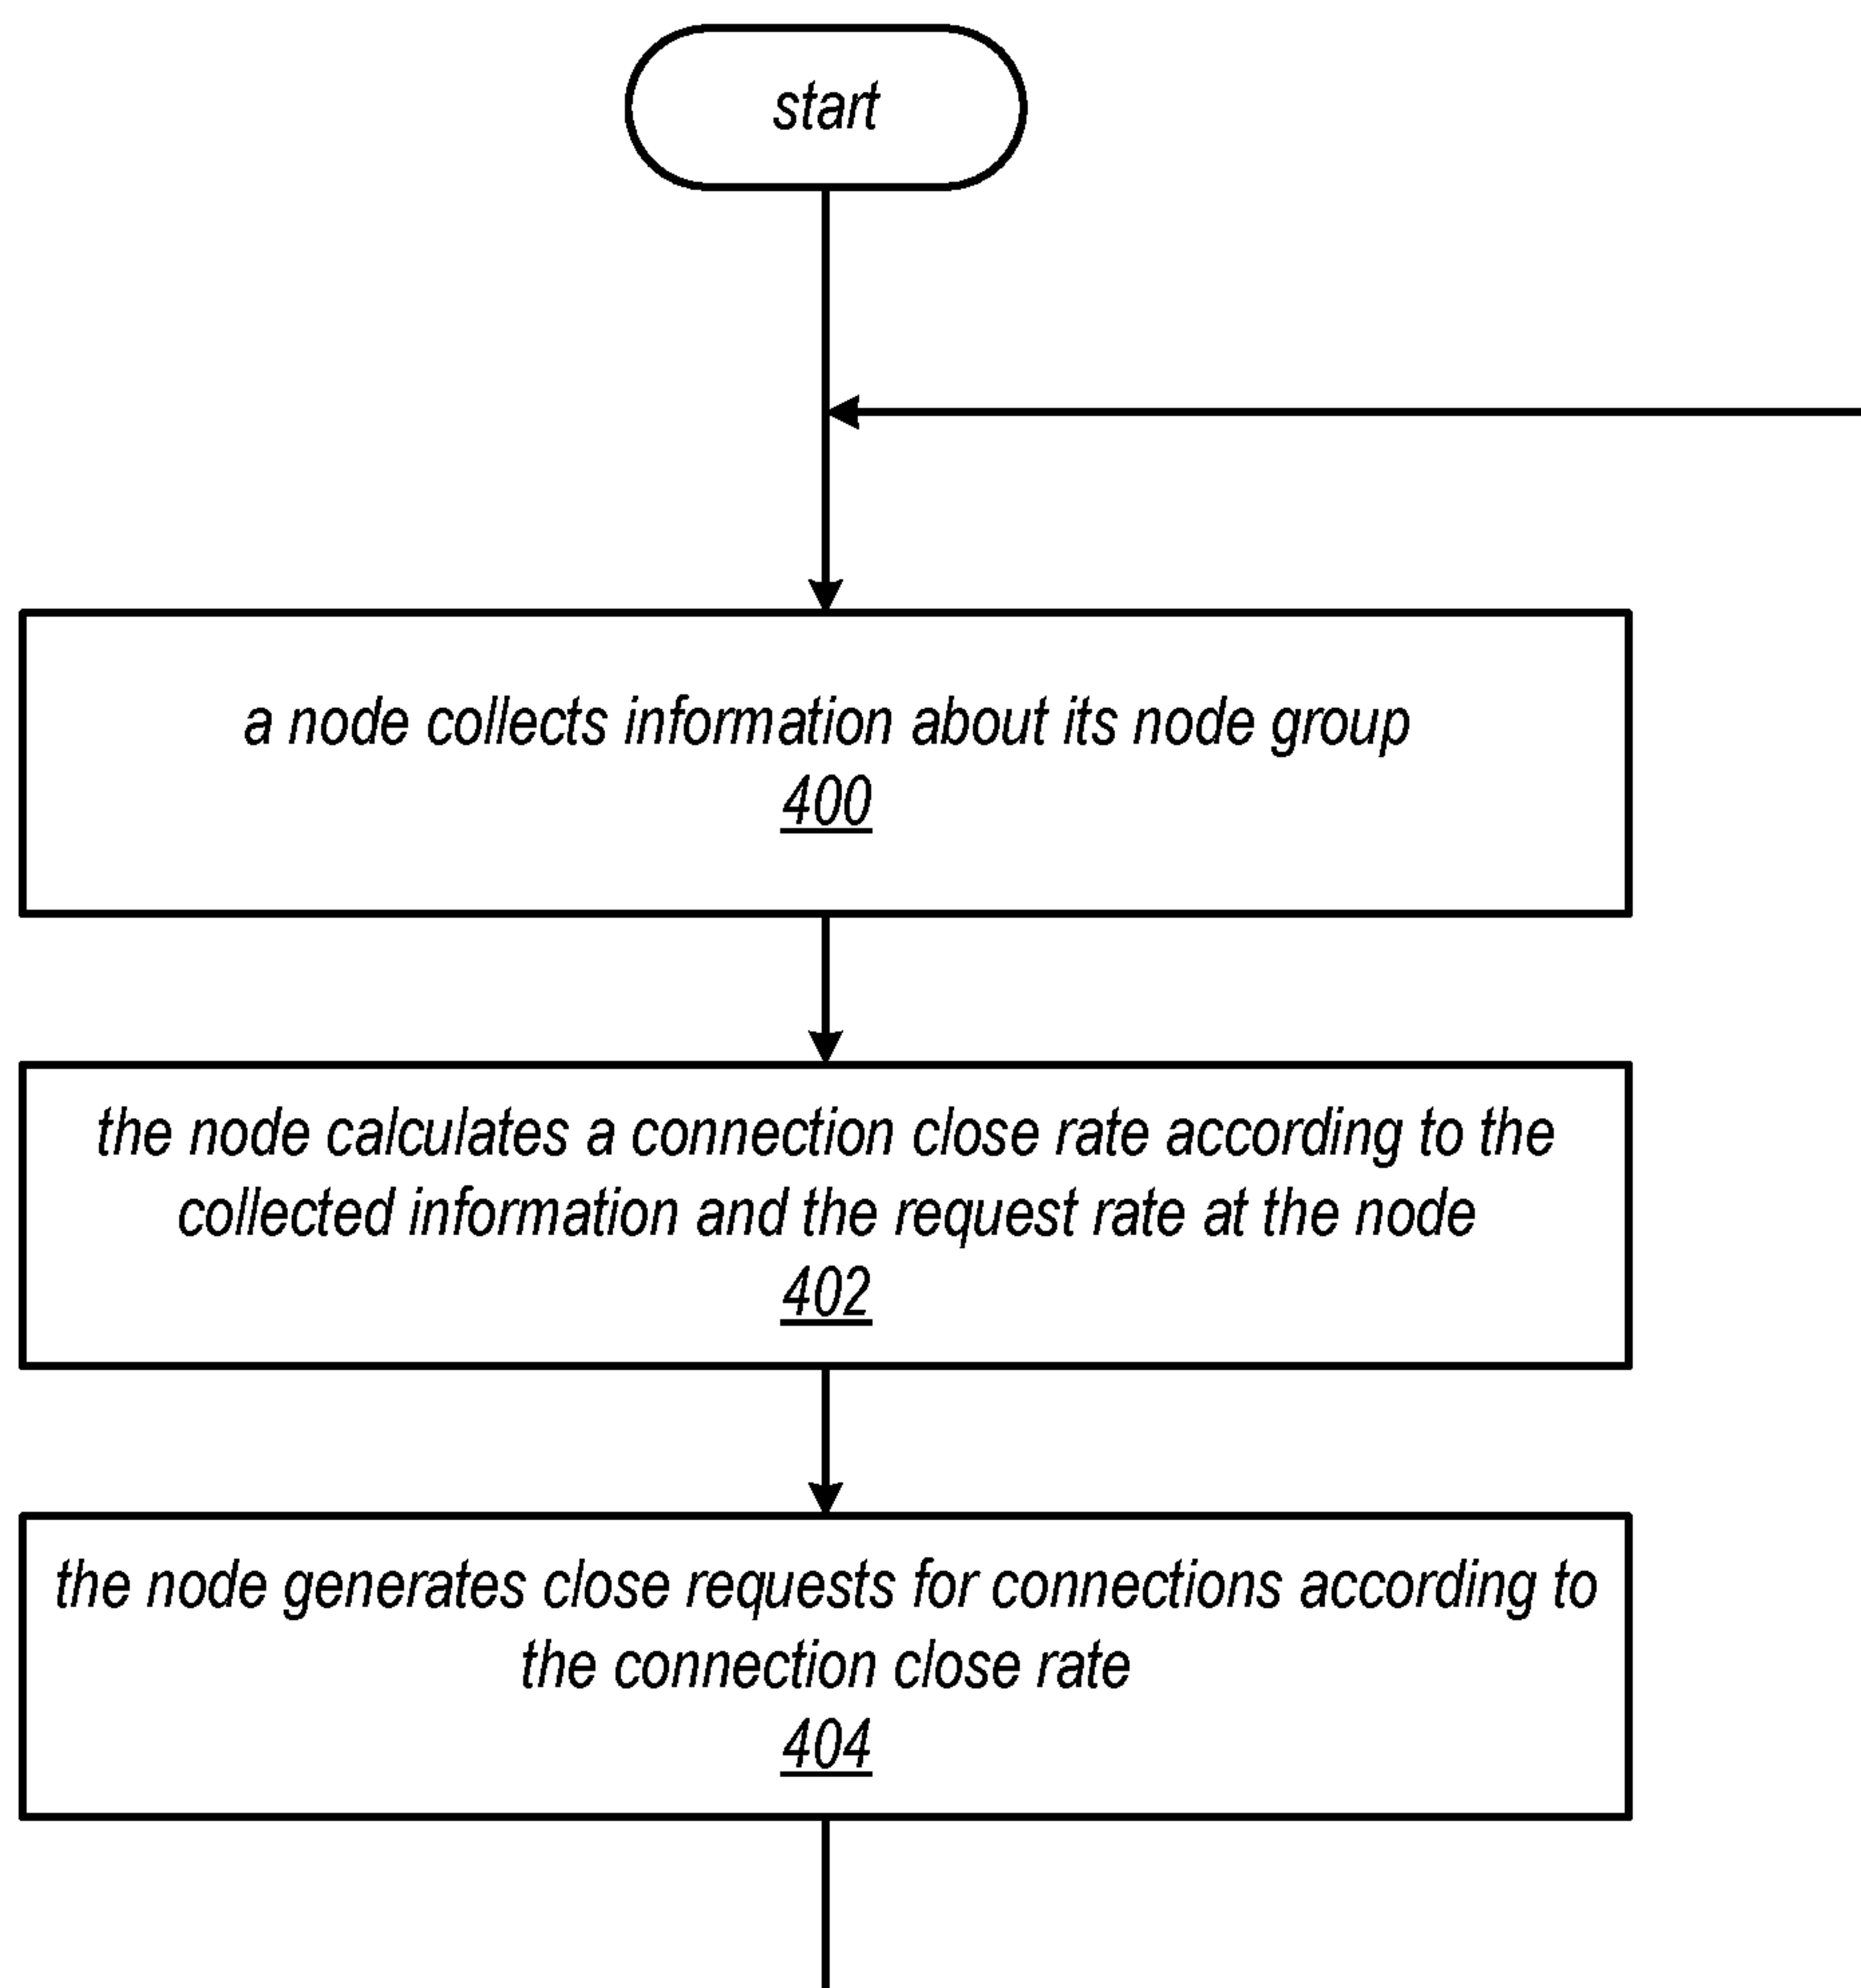 start
a node collects information about its node group
400
the node calculates a connection close rate according to the
collected information and the request rate at the node
402
the node generates close requests for connections according to
the connection close rate
404